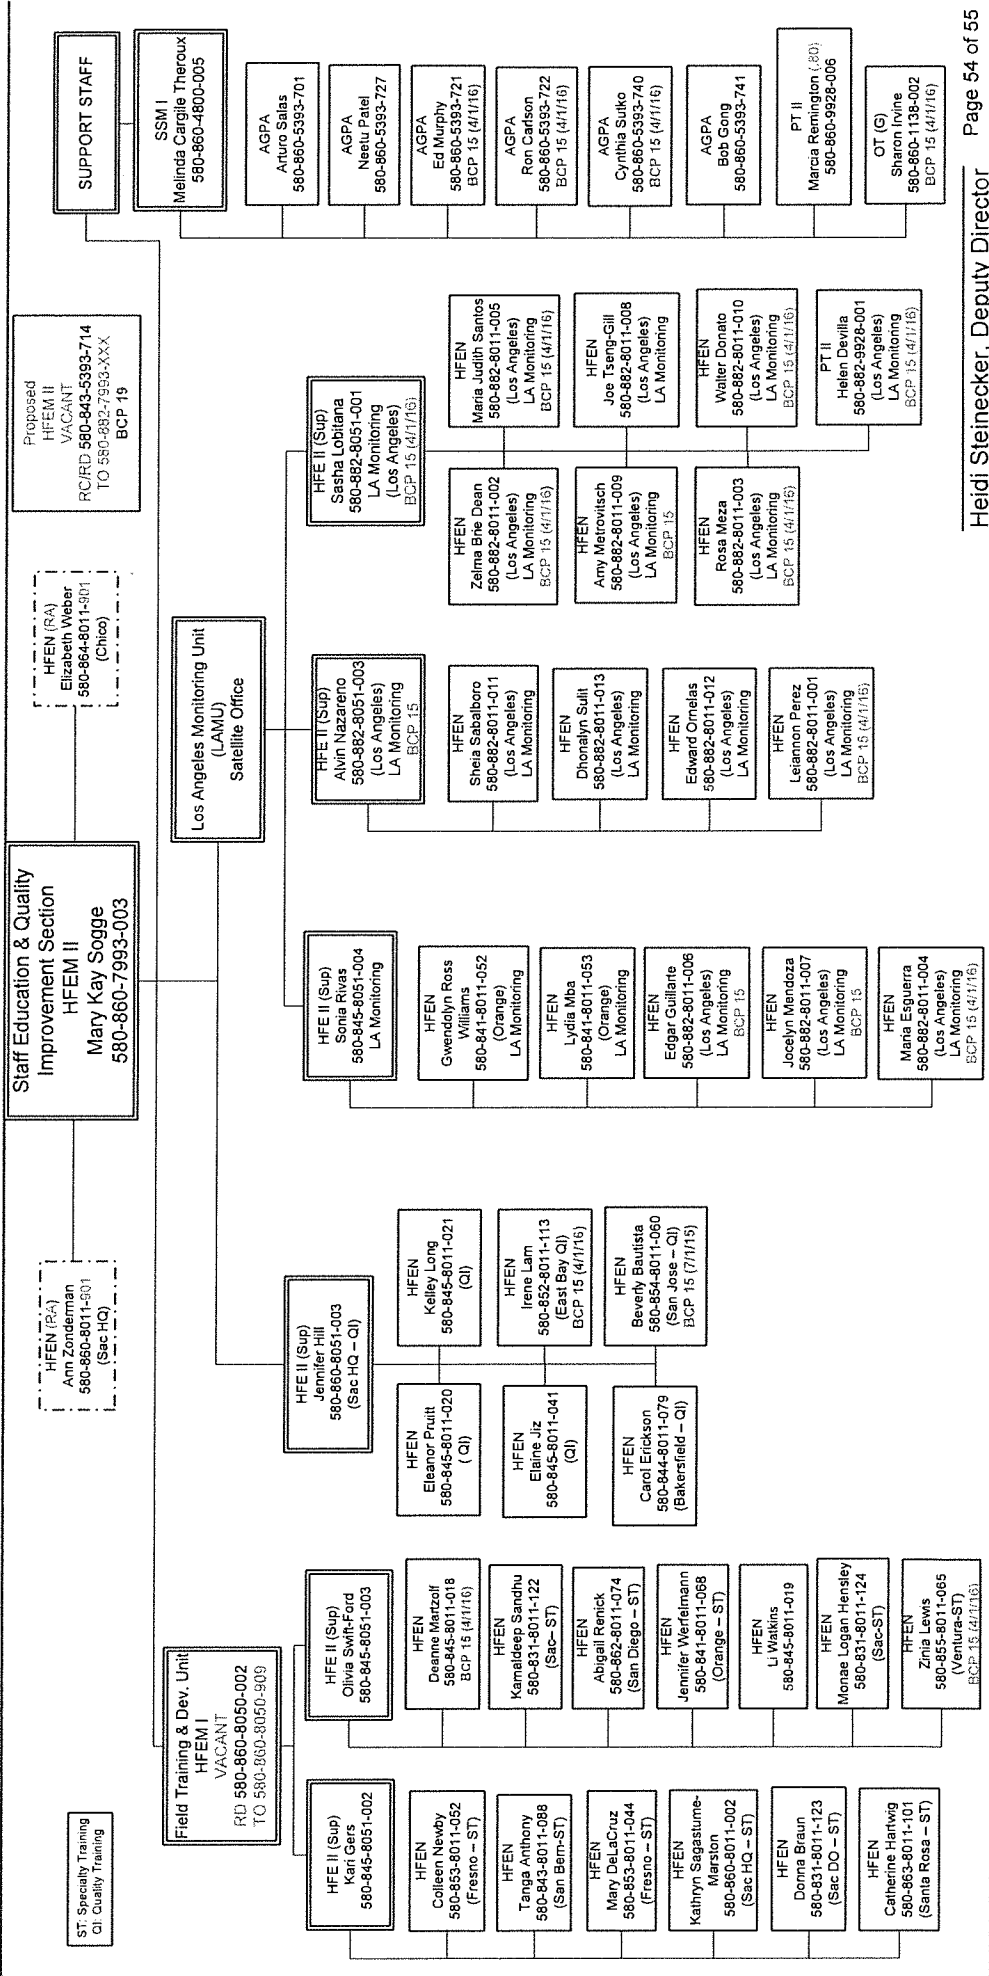 Staff Education & Quality
Improvement Section
HFEM II
Mary Kay Sogge
580-860-7993-003
HFEN (RA)
Ann Zonderman
580-860-8011-901
(Sac HQ)
HFEN (RA)
Elizabeth Weber
580-864-8011-901
(Chico)
Proposed
HFEM II
VACANT
RC/RD 580-843-5393-714
TO 580-882-7993-XXX
BCP 19
ST: Specialty Training
QI: Quality Training
Field Training & Dev. Unit
HFEM I
VACANT
RD 580-860-8050-002
TO 580-860-8050-909
HFE II (Sup)
Kari Gers
580-845-8051-002
HFEN
Colleen Newby
580-853-8011-052
(Fresno – ST)
HFEN
Tanga Anthony
580-843-8011-088
(San Bern-ST)
HFEN
Mary DeLaCruz
580-853-8011-044
(Fresno – ST)
HFEN
Kathryn Sagastume-
Marston
580-860-8011-002
(Sac HQ – ST)
HFEN
Donna Braun
580-831-8011-123
(Sac DO – ST)
HFEN
Catherine Hartwig
580-863-8011-101
(Santa Rosa – ST)
HFE II (Sup)
Olivia Swift-Ford
580-845-8051-003
HFEN
Deanne Martzolf
580-845-8011-018
BCP 15 (4/1/16)
HFEN
Kamaldeep Sandhu
580-831-8011-122
(Sac– ST)
HFEN
Abigail Renick
580-862-8011-074
(San Diego – ST)
HFEN
Jennifer Werfelmann
580-841-8011-068
(Orange – ST)
HFEN
Li Watkins
580-845-8011-019
HFEN
Monae Logan Hensley
580-831-8011-124
(Sac-ST)
HFEN
Zinia Lewis
580-855-8011-065
(Ventura-ST)
BCP 15 (4/1/16)
HFE II (Sup)
Jennifer Hill
580-860-8051-003
(Sac HQ – QI)
HFEN
Eleanor Pruitt
580-845-8011-020
(QI)
HFEN
Kelley Long
580-845-8011-021
(QI)
HFEN
Elaine Jiz
580-845-8011-041
(QI)
HFEN
Irene Lam
580-852-8011-113
(East Bay QI)
BCP 15 (4/1/16)
HFEN
Carol Erickson
580-844-8011-079
(Bakersfield – QI)
HFEN
Beverly Bautista
580-854-8011-060
(San Jose – QI)
BCP 15 (7/1/15)
Los Angeles Monitoring Unit
(LAMU)
Satellite Office
HFE II (Sup)
Sonia Rivas
580-845-8051-004
LA Monitoring
HFEN
Gwendolyn Ross
Williams
580-841-8011-052
(Orange)
LA Monitoring
HFEN
Lydia Mba
580-841-8011-053
(Orange)
LA Monitoring
HFEN
Edgar Guillarte
580-882-8011-006
(Los Angeles)
LA Monitoring
BCP 15
HFEN
Jocelyn Mendoza
580-882-8011-007
(Los Angeles)
LA Monitoring
BCP 15
HFEN
Maria Esguerra
580-882-8011-004
(Los Angeles)
LA Monitoring
BCP 15 (4/1/16)
HFE II (Sup)
Alvin Nazareno
580-882-8051-003
(Los Angeles)
LA Monitoring
BCP 15
HFEN
Sheila Sabalboro
580-882-8011-011
(Los Angeles)
LA Monitoring
HFEN
Dhonalyn Sulit
580-882-8011-013
(Los Angeles)
LA Monitoring
HFEN
Edward Ornelas
580-882-8011-012
(Los Angeles)
LA Monitoring
HFEN
Leiannon Perez
580-882-8011-001
(Los Angeles)
LA Monitoring
BCP 15 (4/1/16)
HFE II (Sup)
Sasha Lobitana
580-882-8051-001
LA Monitoring
(Los Angeles)
BCP 15 (4/1/16)
HFEN
Zelma Brie Dean
580-882-8011-002
(Los Angeles)
LA Monitoring
BCP 15 (4/1/16)
HFEN
Maria Judith Santos
580-882-8011-005
(Los Angeles)
LA Monitoring
BCP 15 (4/1/16)
HFEN
Amy Metrovitsch
580-882-8011-009
(Los Angeles)
LA Monitoring
BCP 15
HFEN
Joe Tseng-Gill
580-882-8011-008
(Los Angeles)
LA Monitoring
HFEN
Rosa Meza
580-882-8011-003
(Los Angeles)
LA Monitoring
BCP 15 (4/1/16)
HFEN
Walter Donato
580-882-8011-010
(Los Angeles)
LA Monitoring
BCP 15 (4/1/16)
PT II
Helen Devilla
580-882-9928-001
(Los Angeles)
LA Monitoring
BCP 15 (4/1/16)
SUPPORT STAFF
SSM I
Melinda Cargile Theroux
580-860-4800-005
AGPA
Arturo Salas
580-860-5393-701
AGPA
Neetu Patel
580-860-5393-727
AGPA
Ed Murphy
580-860-5393-721
BCP 15 (4/1/16)
AGPA
Ron Carlson
580-860-5393-722
BCP 15 (4/1/16)
AGPA
Cynthia Sutko
580-860-5393-740
BCP 15 (4/1/16)
AGPA
Bob Gong
580-860-5393-741
PT II
Marcia Remington (.80)
580-860-9928-006
OT (G)
Sharon Irvine
580-860-1138-002
BCP 15 (4/1/16)
Heidi Steinecker, Deputy Director
Page 54 of 55